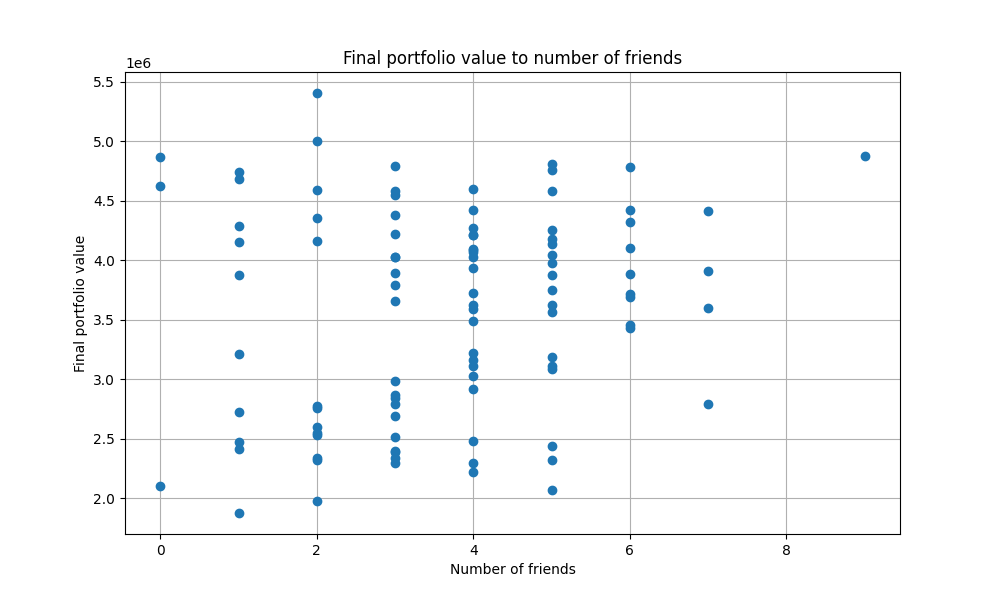 Final portfolio value to number of friends
1e6
5.5
5.0
4.5
4.0
3.5
3.0
2.5
2.0
Final portfolio value
0 2 4 6 8
Number of friends